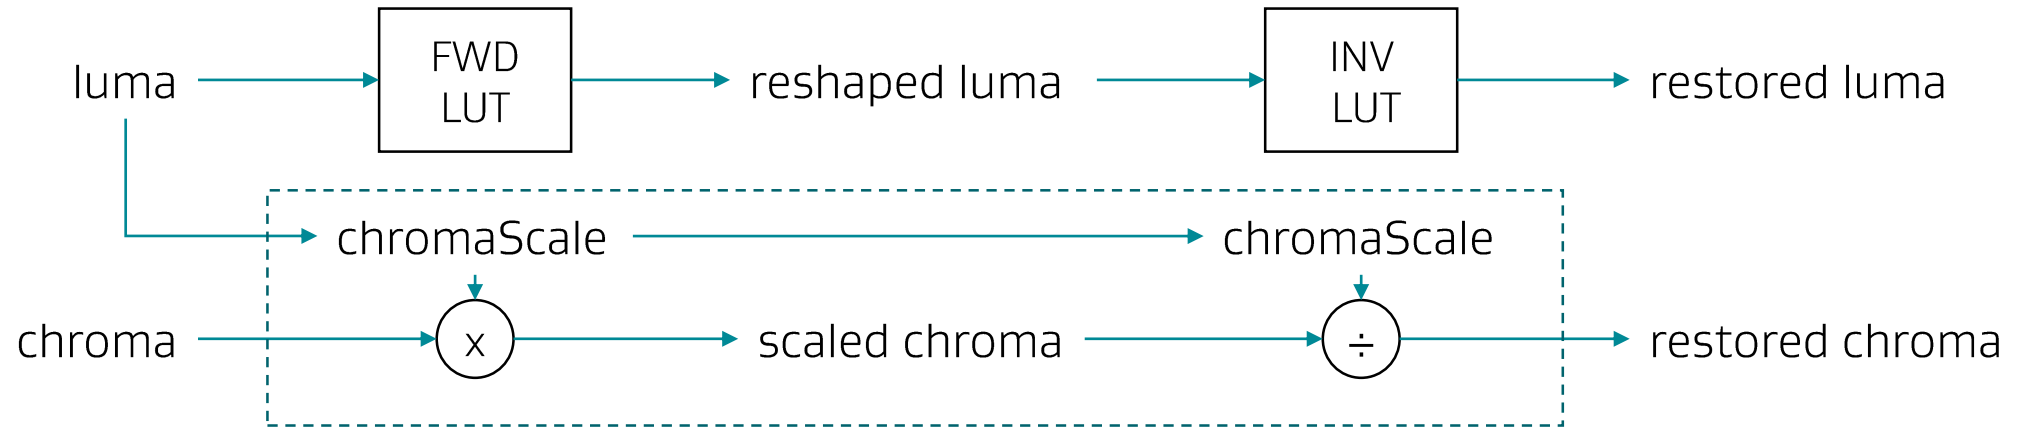 luma
FWD
LUT
reshaped luma
INV
LUT
restored luma
chromaScale
chromaScale
chroma
x
scaled chroma
÷
restored chroma